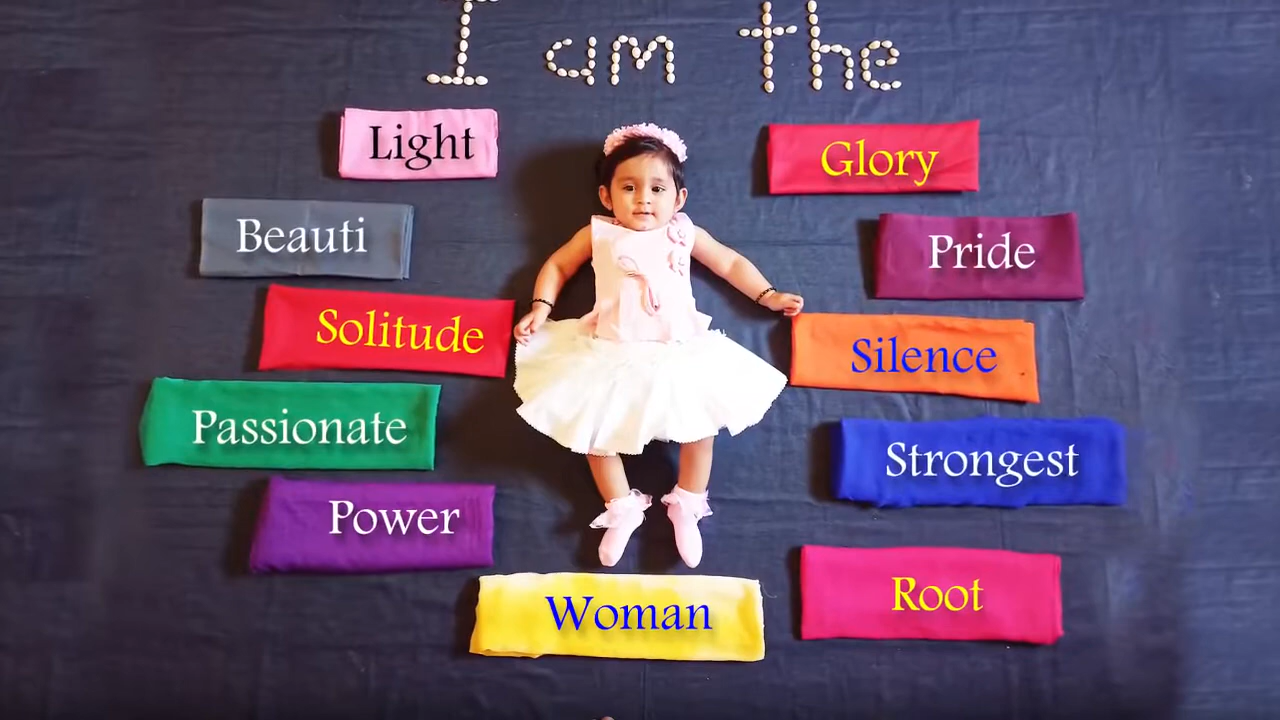 I am the
Light
Glory
Beauti
Pride
Solitude
Silence
Passionate
Strongest
Power
Root
Woman